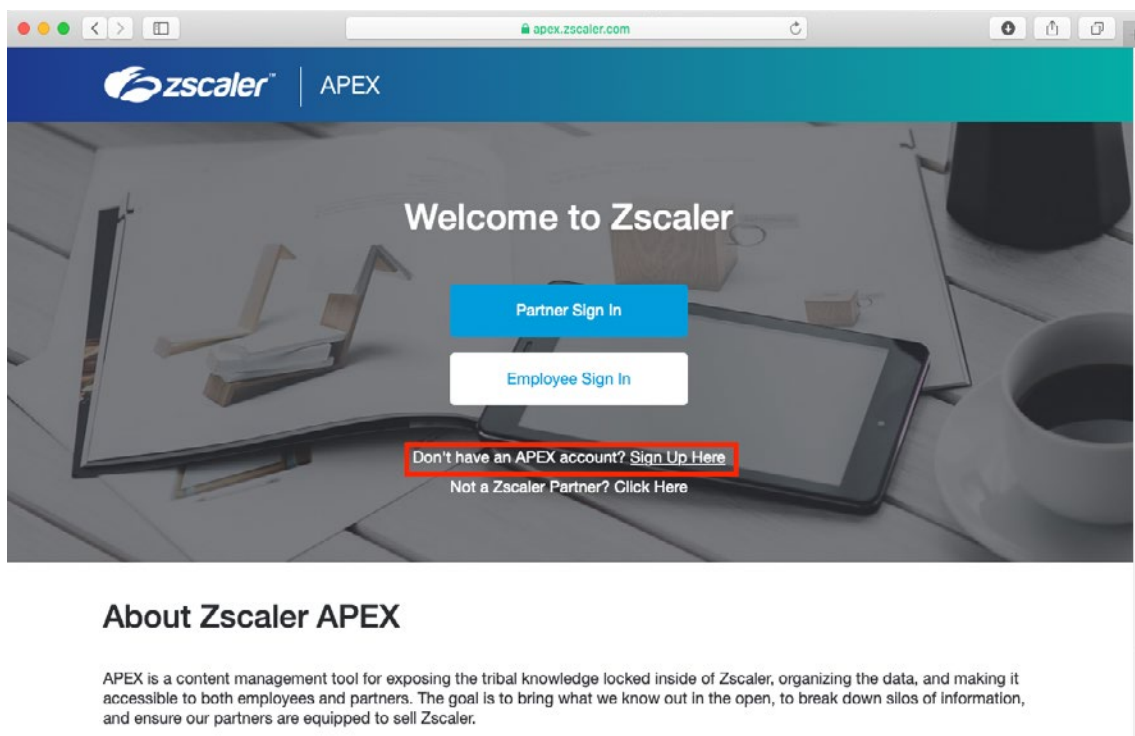 apex.zscaler.com
zscaler™ APEX
Welcome to Zscaler
Partner Sign In
Employee Sign In
Don't have an APEX account? Sign Up Here
Not a Zscaler Partner? Click Here
About Zscaler APEX
APEX is a content management tool for exposing the tribal knowledge locked inside of Zscaler, organizing the data, and making it
accessible to both employees and partners. The goal is to bring what we know out in the open, to break down silos of information,
and ensure our partners are equipped to sell Zscaler.